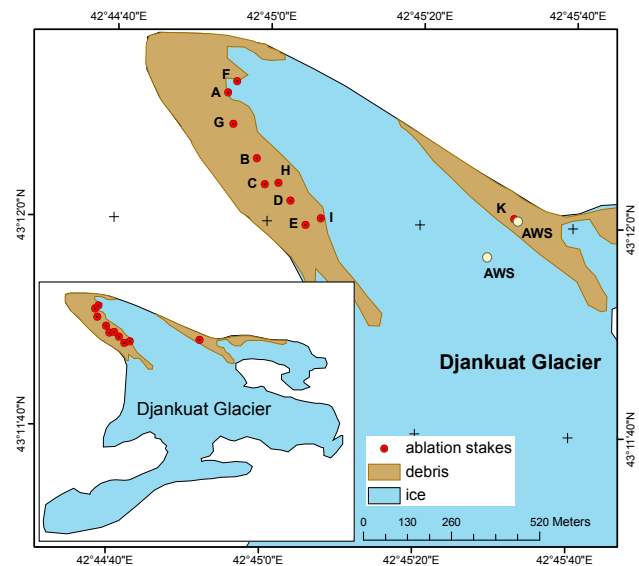 42°44'40"E 42°45'0"E 42°45'20"E 42°45'40"E
F
A
G
B
H
C
D
K
I
E
AWS
AWS
43°12'0"N 43°12'0"N
Djankuat Glacier
Djankuat Glacier
43°11'40"N 43°11'40"N
ablation stakes
debris
ice
0 130 260 520 Meters
42°44'40"E 42°45'0"E 42°45'20"E 42°45'40"E